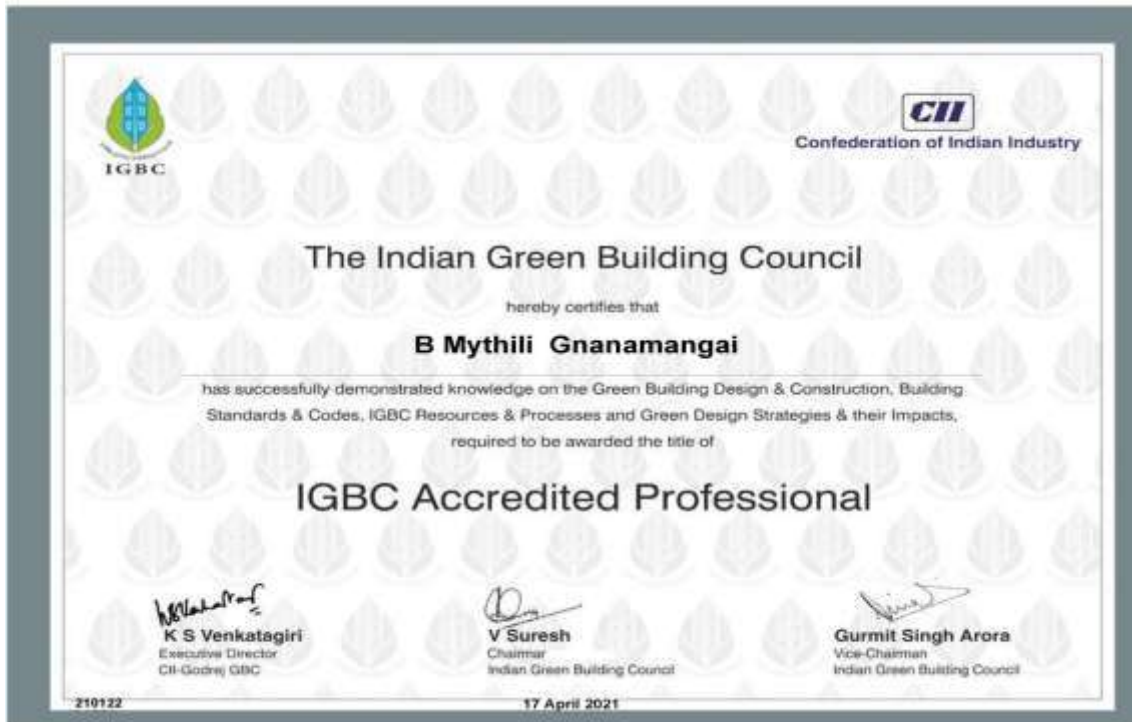 IGBC
CII
Confederation of Indian Industry
The Indian Green Building Council
hereby certifies that
B Mythili Gnanamangai
has successfully demonstrated knowledge on the Green Building Design & Construction, Building
Standards & Codes, IGBC Resources & Processes and Green Design Strategies & their Impacts,
required to be awarded the title of
IGBC Accredited Professional
K S Venkatagiri
Executive Director
CII-Godrej GBC
V Suresh
Chairman
Indian Green Building Council
Gurmit Singh Arora
Vice-Chairman
Indian Green Building Council
210122
17 April 2021